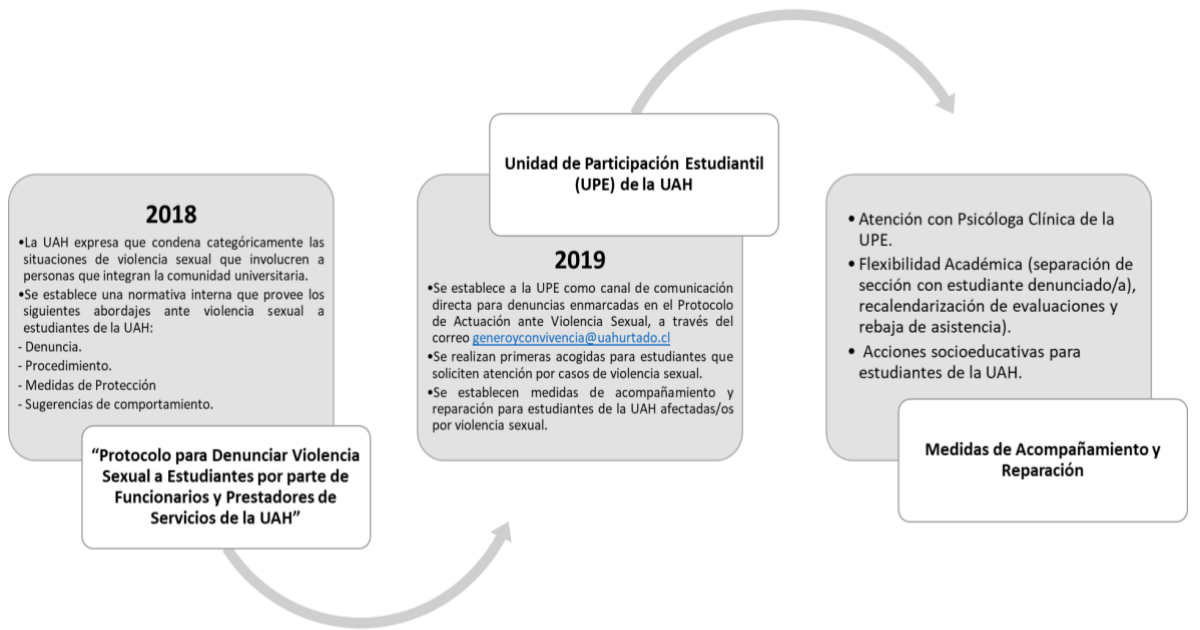 2018
•La UAH expresa que condena categóricamente las
situaciones de violencia sexual que involucren a
personas que integran la comunidad universitaria.
•Se establece una normativa interna que provee los
siguientes abordajes ante violencia sexual a
estudiantes de la UAH:
- Denuncia.
- Procedimiento.
- Medidas de Protección
- Sugerencias de comportamiento.
“Protocolo para Denunciar Violencia
Sexual a Estudiantes por parte de
Funcionarios y Prestadores de
Servicios de la UAH”
Unidad de Participación Estudiantil
(UPE) de la UAH
2019
•Se establece a la UPE como canal de comunicación
directa para denuncias enmarcadas en el Protocolo
de Actuación ante Violencia Sexual, a través del
correo generoyconvivencia@uahurtado.cl
•Se realizan primeras acogidas para estudiantes que
soliciten atención por casos de violencia sexual.
•Se establecen medidas de acompañamiento y
reparación para estudiantes de la UAH afectadas/os
por violencia sexual.
• Atención con Psicóloga Clínica de la
UPE.
• Flexibilidad Académica (separación de
sección con estudiante denunciado/a),
recalendarización de evaluaciones y
rebaja de asistencia).
• Acciones socioeducativas para
estudiantes de la UAH.
Medidas de Acompañamiento y
Reparación